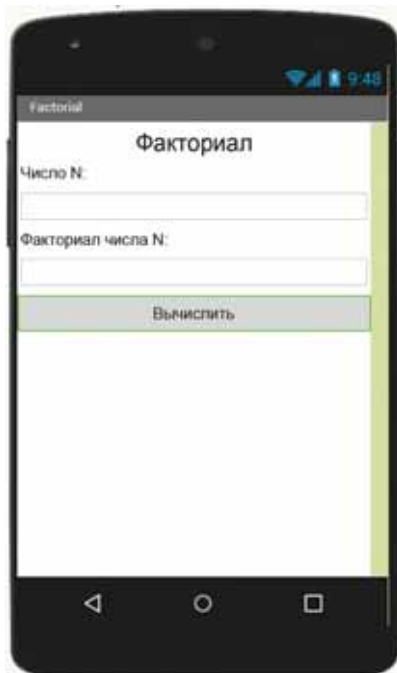 9:48
Factorial
Факториал
Число N:
Факториал числа N:
Вычислить